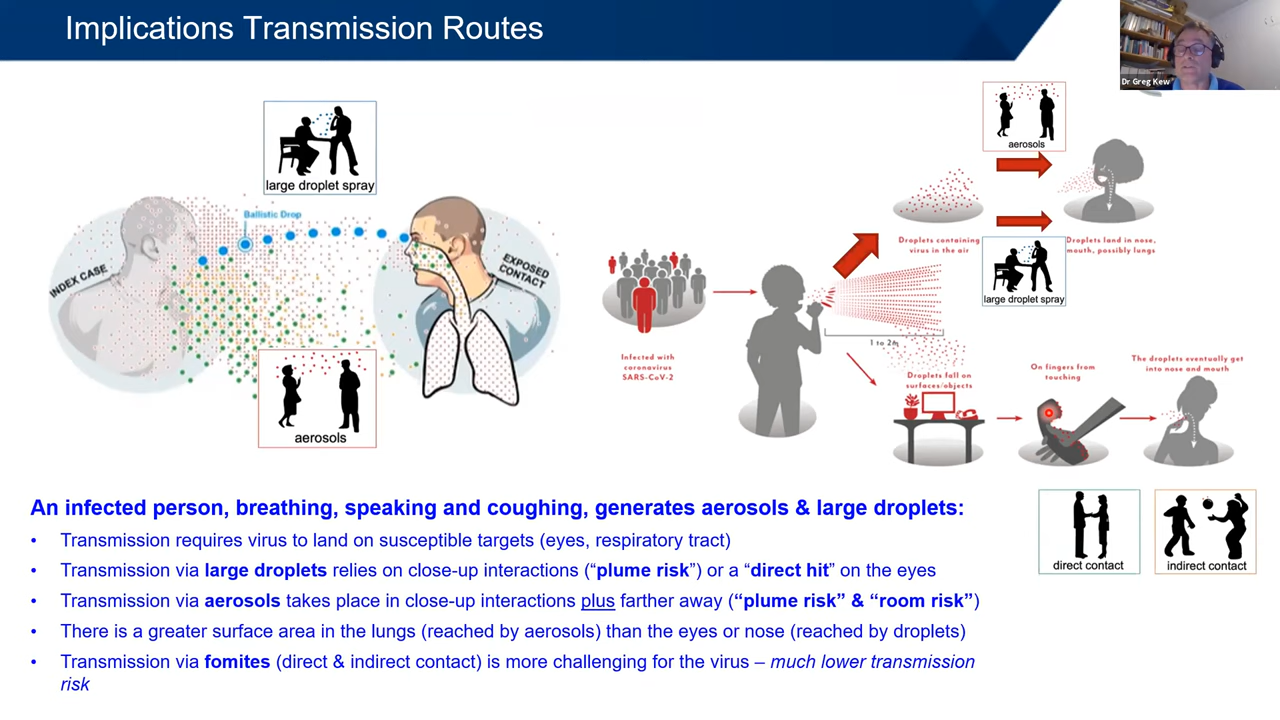 Implications Transmission Routes
Dr Greg Kew
large droplet spray
Ballistic Drop
INDEX CASE
EXPOSED
CONTACT
aerosols
aerosols
Droplets containing
virus in the air
Droplets land in nose,
mouth, possibly lungs
large droplet spray
Infected with
coronavirus
SARS-CoV-2
Droplets fall on
surfaces/objects
On fingers from
touching
The droplets eventually get
into nose and mouth
direct contact
indirect contact
An infected person, breathing, speaking and coughing, generates aerosols & large droplets:
• Transmission requires virus to land on susceptible targets (eyes, respiratory tract)
• Transmission via large droplets relies on close-up interactions (“plume risk”) or a “direct hit” on the eyes
• Transmission via aerosols takes place in close-up interactions plus farther away (“plume risk” & “room risk”)
• There is a greater surface area in the lungs (reached by aerosols) than the eyes or nose (reached by droplets)
• Transmission via fomites (direct & indirect contact) is more challenging for the virus – much lower transmission
risk